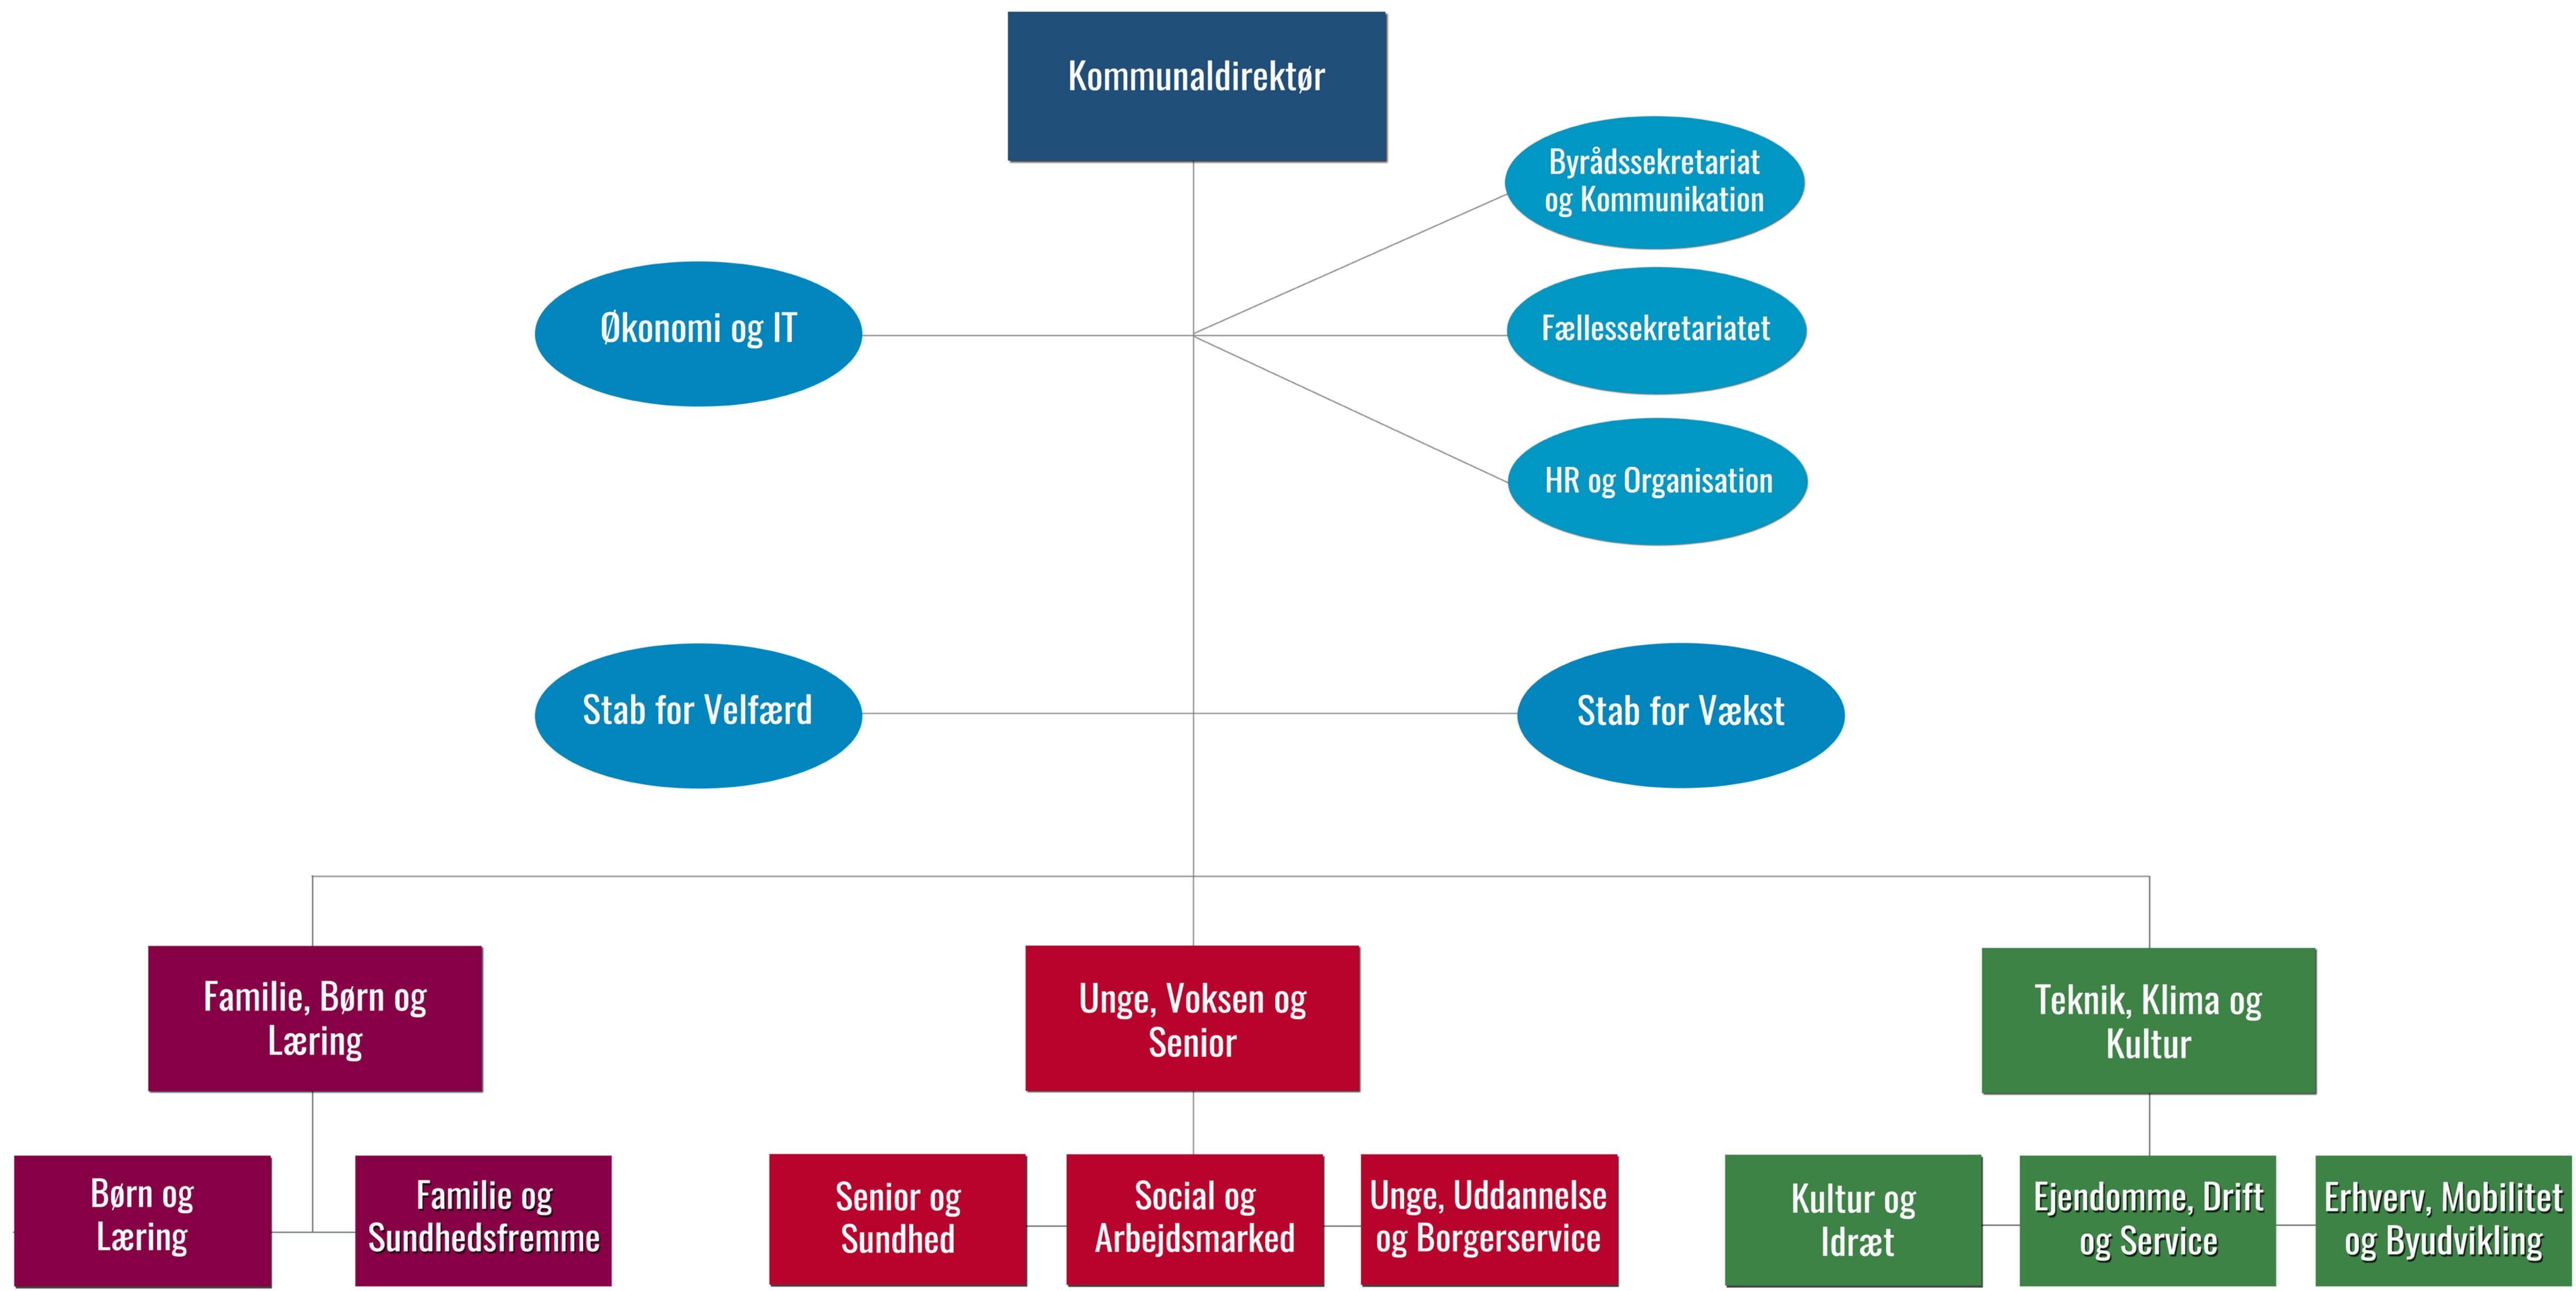 Kommunaldirektør
Byrådssekretariat
og Kommunikation
Økonomi og IT
Fællessekretariatet
HR og Organisation
Stab for Velfærd
Stab for Vækst
Familie, Børn og
Læring
Unge, Voksen og
Senior
Teknik, Klima og
Kultur
Børn og
Læring
Familie og
Sundhedsfremme
Senior og
Sundhed
Social og
Arbejdsmarked
Unge, Uddannelse
og Borgerservice
Kultur og
Idræt
Ejendomme, Drift
og Service
Erhverv, Mobilitet
og Byudvikling